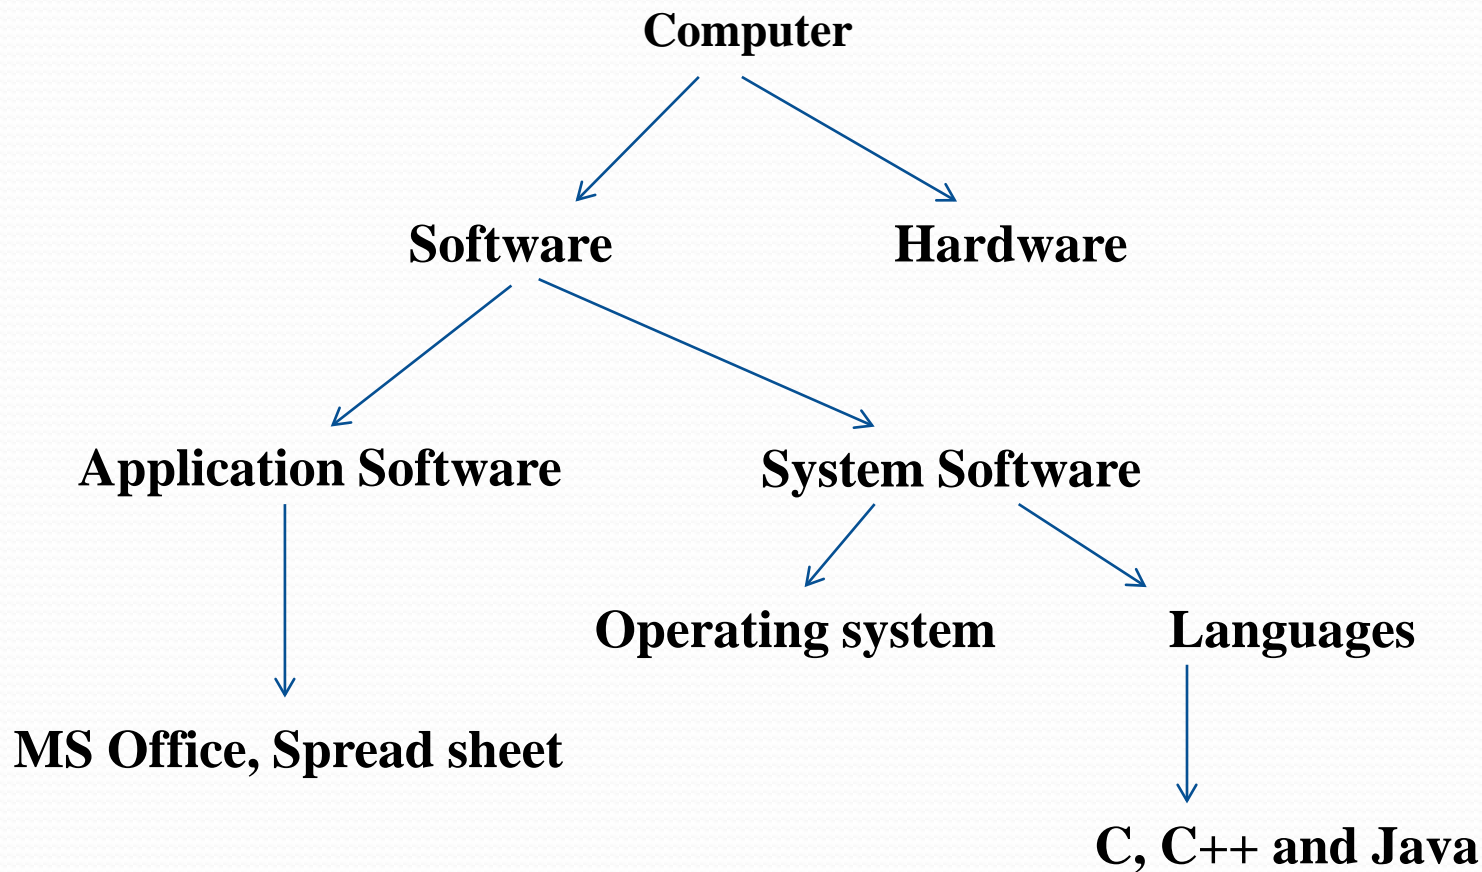 Computer
Software
Hardware
Application Software
System Software
Operating system
Languages
MS Office, Spread sheet
C, C++ and Java